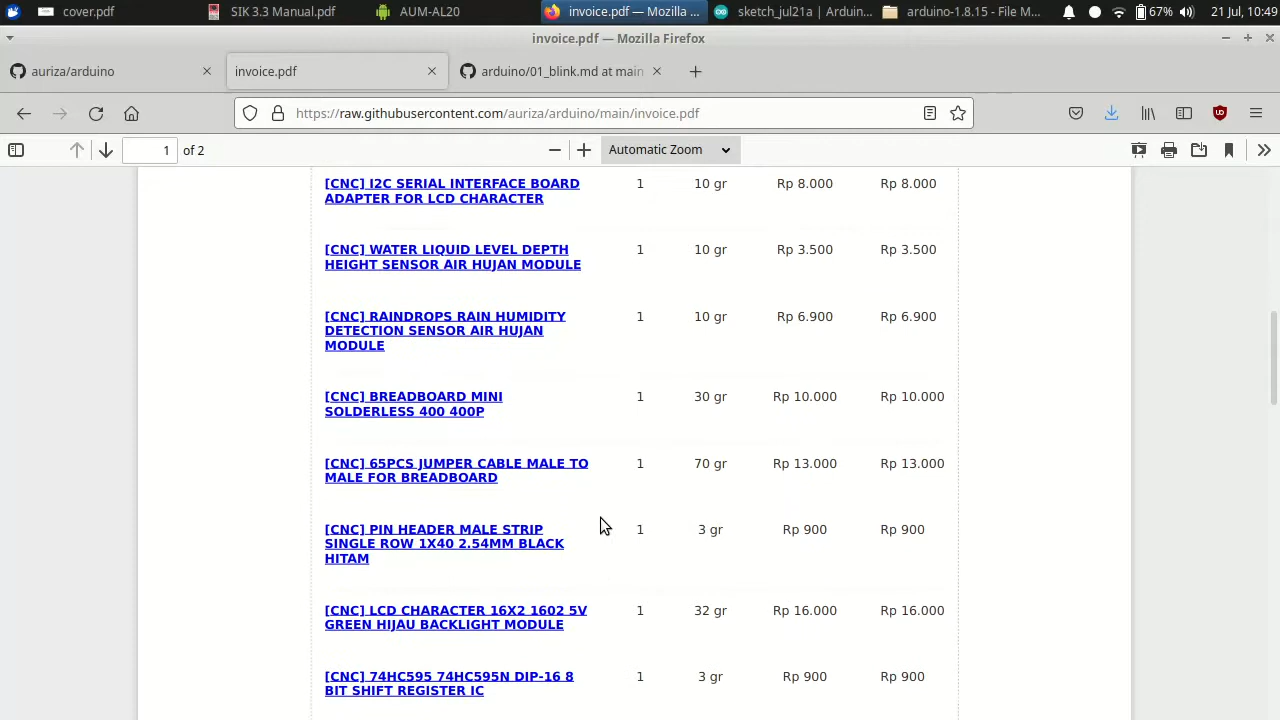 cover.pdf SIK 3.3 Manual.pdf AUM-AL20 invoice.pdf — Mozilla ... sketch_jul21a | Arduin... arduino-1.8.15 - File M... 67% 21 Jul, 10:49
invoice.pdf — Mozilla Firefox
auriza/arduino invoice.pdf arduino/01_blink.md at main
https://raw.githubusercontent.com/auriza/arduino/main/invoice.pdf
1 of 2 Automatic Zoom
[CNC] I2C SERIAL INTERFACE BOARD 1 10 gr Rp 8.000 Rp 8.000
ADAPTER FOR LCD CHARACTER
[CNC] WATER LIQUID LEVEL DEPTH 1 10 gr Rp 3.500 Rp 3.500
HEIGHT SENSOR AIR HUJAN MODULE
[CNC] RAINDROPS RAIN HUMIDITY 1 10 gr Rp 6.900 Rp 6.900
DETECTION SENSOR AIR HUJAN
MODULE
[CNC] BREADBOARD MINI 1 30 gr Rp 10.000 Rp 10.000
SOLDERLESS 400 400P
[CNC] 65PCS JUMPER CABLE MALE TO 1 70 gr Rp 13.000 Rp 13.000
MALE FOR BREADBOARD
[CNC] PIN HEADER MALE STRIP 1 3 gr Rp 900 Rp 900
SINGLE ROW 1X40 2.54MM BLACK
HITAM
[CNC] LCD CHARACTER 16X2 1602 5V 1 32 gr Rp 16.000 Rp 16.000
GREEN HIJAU BACKLIGHT MODULE
[CNC] 74HC595 74HC595N DIP-16 8 1 3 gr Rp 900 Rp 900
BIT SHIFT REGISTER IC